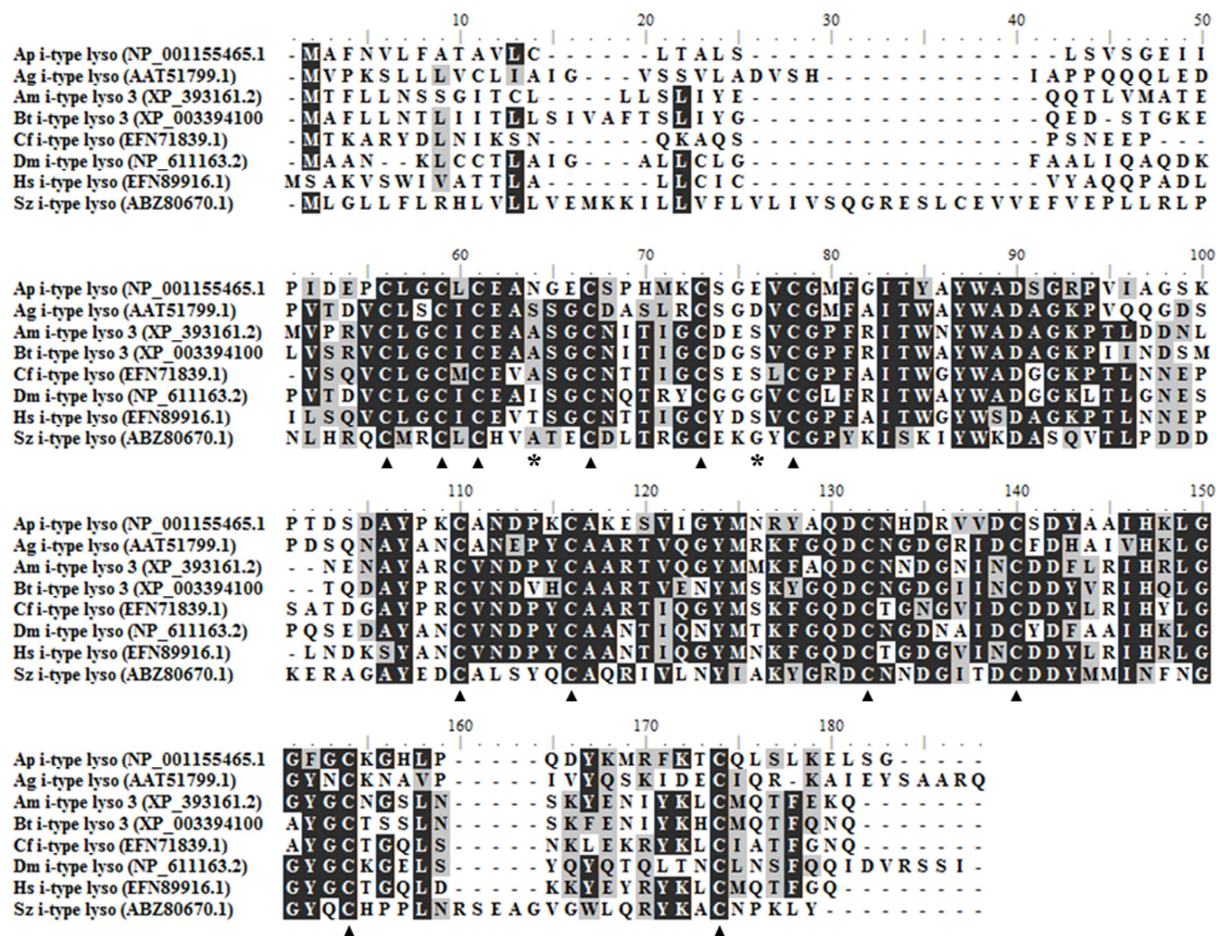 10 20 30 40 50
Ap i-type lyso (NP_001155465.1 - M A F N V L F A T A V L C - - - - - - L T A L S - - - - - - - - - - - - - - - - - L S V S G E I I
Ag i-type lyso (AAT51799.1) - M V P K S L L L V C L I A I G - - - V S S V L A D V S H - - - - - - - - - - - I A P P Q Q Q L E D
Am i-type lyso 3 (XP_393161.2) - M T F L L N S S G I T C L - - - - L L S L I Y E - - - - - - - - - - - - - - - - Q Q T L V M A T E
Bt i-type lyso 3 (XP_003394100 - M A F L L N T L I I T L L S I V A F T S L I Y G - - - - - - - - - - - - - - - - Q E D - S T G K E
Cf i-type lyso (EFN71839.1) - M T K A R Y D L N I K S N - - - - - - Q K A Q S - - - - - - - - - - - - - - - - - P S N E E P - -
Dm i-type lyso (NP_611163.2) - M A A N - - K L C C T L A I G - - - A L L C L G - - - - - - - - - - - - - - - F A A L I Q A Q D K
Hs i-type lyso (EFN89916.1) M S A K V S W I V A T T L A - - - - - - L L C I C - - - - - - - - - - - - - - - - V Y A Q Q P A D L
Sz i-type lyso (ABZ80670.1) - M L G L L F L R H L V L L V E M K K I L L V F L V L I V S Q G R E S L C E V V E F V E P L L R L P
60 70 80 90 100
Ap i-type lyso (NP_001155465.1 P I D E P C L G C L C E A N G E C S P H M K C S G E V C G M F G I T Y A Y W A D S G R P V I A G S K
Ag i-type lyso (AAT51799.1) P V T D V C L S C I C E A S S G C D A S L R C S G D V C G M F A I T W A Y W A D A G K P V Q Q G D S
Am i-type lyso 3 (XP_393161.2) M V P R V C L G C I C E A A S G C N I T I G C D E S V C G P F R I T W N Y W A D A G K P T L D D N L
Bt i-type lyso 3 (XP_003394100 L V S R V C L G C I C E A A S G C N I T I G C D G S V C G P F R I T W A Y W A D A G K P I I N D S M
Cf i-type lyso (EFN71839.1) - V S Q V C L G C M C E V A S G C N T T I G C S E S L C G P F A I T W G Y W A D G G K P T L N N E P
Dm i-type lyso (NP_611163.2) P V T D V C L G C I C E A I S G C N Q T R Y C G G G V C G L F R I T W A Y W A D G G K L T L G N E S
Hs i-type lyso (EFN89916.1) I L S Q V C L G C I C E V T S G C N T T I G C Y D S V C G P F A I T W G Y W S D A G K P T L N N E P
Sz i-type lyso (ABZ80670.1) N L H R Q C M R C L C H V A T E C D L T R G C E K G Y C G P Y K I S K I Y W K D A S Q V T L P D D D
▲ ▲ ▲ * ▲ ▲ * ▲
110 120 130 140 150
Ap i-type lyso (NP_001155465.1 P T D S D A Y P K C A N D P K C A K E S V I G Y M N R Y A Q D C N H D R V V D C S D Y A A I H K L G
Ag i-type lyso (AAT51799.1) P D S Q N A Y A N C A N E P Y C A A R T V Q G Y M R K F G Q D C N G D G R I D C F D H A I V H K L G
Am i-type lyso 3 (XP_393161.2) - - N E N A Y A R C V N D P Y C A A R T V Q G Y M M K F A Q D C N N D G N I N C D D F L R I H R L G
Bt i-type lyso 3 (XP_003394100 - - T Q D A Y P R C V N D V H C A A R T V E N Y M S K Y G Q D C N G D G I I N C D D Y V R I H Q L G
Cf i-type lyso (EFN71839.1) S A T D G A Y P R C V N D P Y C A A R T I Q G Y M S K F G Q D C T G N G V I D C D D Y L R I H Y L G
Dm i-type lyso (NP_611163.2) P Q S E D A Y A N C V N D P Y C A A N T I Q N Y M T K F G Q D C N G D N A I D C Y D F A A I H K L G
Hs i-type lyso (EFN89916.1) - L N D K S Y A N C V N D P Y C A A N T I Q G Y M S K F G Q D C T G D G V I N C D D Y L R I H R L G
Sz i-type lyso (ABZ80670.1) K E R A G A Y E D C A L S Y Q C A Q R I V L N Y I A K Y G R D C N N D G I T D C D D Y M M I N F N G
▲ ▲ ▲ ▲
160 170 180
Ap i-type lyso (NP_001155465.1 G F G C K G H L P - - - - - Q D Y K M R F K T C Q L S L K E L S G - - - - -
Ag i-type lyso (AAT51799.1) G Y N C K N A V P - - - - - I V Y Q S K I D E C I Q R - K A I E Y S A A R Q
Am i-type lyso 3 (XP_393161.2) G Y G C N G S L N - - - - - S K Y E N I Y K L C M Q T F E K Q - - - - - - -
Bt i-type lyso 3 (XP_003394100 A Y G C T S S L N - - - - - S K F E N I Y K H C M Q T F Q N Q - - - - - - -
Cf i-type lyso (EFN71839.1) G Y G C T G Q L S - - - - - N K L E K R Y K L C I A T F G N Q - - - - - - -
Dm i-type lyso (NP_611163.2) G Y G C K G E L S - - - - - Y Q Y Q T Q L T N C L N S F Q Q I D V R S S I -
Hs i-type lyso (EFN89916.1) G Y G C T G Q L D - - - - - K K Y E Y R Y K L C M Q T F G Q - - - - - - - -
Sz i-type lyso (ABZ80670.1) G Y Q C H P P L N R S E A G V G W L Q R Y K A C N P K L Y - - - - - - - - -
▲ ▲